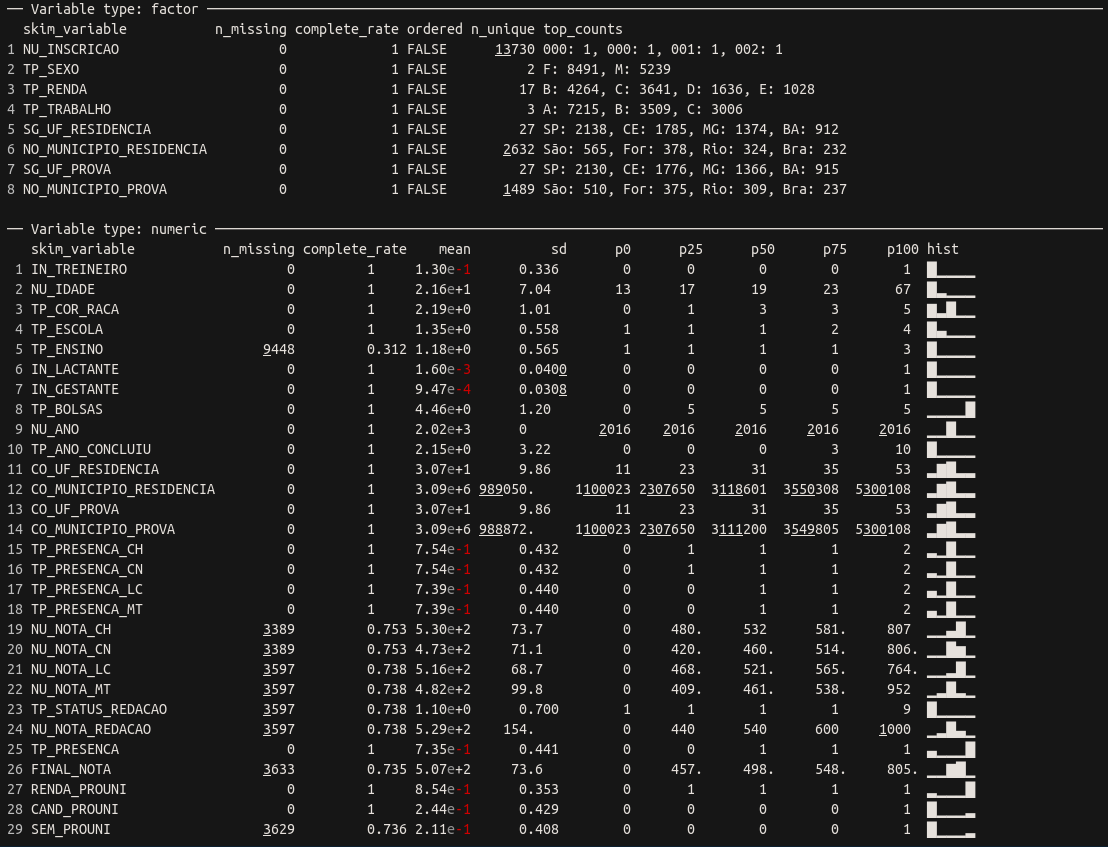 ── Variable type: factor ──
skim_variable n_missing complete_rate ordered n_unique top_counts
1 NU_INSCRICAO 0 1 FALSE 13730 000: 1, 000: 1, 001: 1, 002: 1
2 TP_SEXO 0 1 FALSE 2 F: 8491, M: 5239
3 TP_RENDA 0 1 FALSE 17 B: 4264, C: 3641, D: 1636, E: 1028
4 TP_TRABALHO 0 1 FALSE 3 A: 7215, B: 3509, C: 3006
5 SG_UF_RESIDENCIA 0 1 FALSE 27 SP: 2138, CE: 1785, MG: 1374, BA: 912
6 NO_MUNICIPIO_RESIDENCIA 0 1 FALSE 2632 São: 565, For: 378, Rio: 324, Bra: 232
7 SG_UF_PROVA 0 1 FALSE 27 SP: 2130, CE: 1776, MG: 1366, BA: 915
8 NO_MUNICIPIO_PROVA 0 1 FALSE 1489 São: 510, For: 375, Rio: 309, Bra: 237
── Variable type: numeric ──
skim_variable n_missing complete_rate mean sd p0 p25 p50 p75 p100 hist
1 IN_TREINEIRO 0 1 1.30e-1 0.336 0 0 0 0 1
2 NU_IDADE 0 1 2.16e+1 7.04 13 17 19 23 67
3 TP_COR_RACA 0 1 2.19e+0 1.01 0 1 3 3 5
4 TP_ESCOLA 0 1 1.35e+0 0.558 1 1 1 2 4
5 TP_ENSINO 9448 0.312 1.18e+0 0.565 1 1 1 1 3
6 IN_LACTANTE 0 1 1.60e-3 0.0400 0 0 0 0 1
7 IN_GESTANTE 0 1 9.47e-4 0.0308 0 0 0 0 1
8 TP_BOLSAS 0 1 4.46e+0 1.20 0 5 5 5 5
9 NU_ANO 0 1 2.02e+3 0 2016 2016 2016 2016 2016
10 TP_ANO_CONCLUIU 0 1 2.15e+0 3.22 0 0 0 3 10
11 CO_UF_RESIDENCIA 0 1 3.07e+1 9.86 11 23 31 35 53
12 CO_MUNICIPIO_RESIDENCIA 0 1 3.09e+6 989050. 1100023 2307650 3118601 3550308 5300108
13 CO_UF_PROVA 0 1 3.07e+1 9.86 11 23 31 35 53
14 CO_MUNICIPIO_PROVA 0 1 3.09e+6 988872. 1100023 2307650 3111200 3549805 5300108
15 TP_PRESENCA_CH 0 1 7.54e-1 0.432 0 1 1 1 2
16 TP_PRESENCA_CN 0 1 7.54e-1 0.432 0 1 1 1 2
17 TP_PRESENCA_LC 0 1 7.39e-1 0.440 0 0 1 1 2
18 TP_PRESENCA_MT 0 1 7.39e-1 0.440 0 0 1 1 2
19 NU_NOTA_CH 3389 0.753 5.30e+2 73.7 0 480. 532 581. 807
20 NU_NOTA_CN 3389 0.753 4.73e+2 71.1 0 420. 460. 514. 806.
21 NU_NOTA_LC 3597 0.738 5.16e+2 68.7 0 468. 521. 565. 764.
22 NU_NOTA_MT 3597 0.738 4.82e+2 99.8 0 409. 461. 538. 952
23 TP_STATUS_REDACAO 3597 0.738 1.10e+0 0.700 1 1 1 1 9
24 NU_NOTA_REDACAO 3597 0.738 5.29e+2 154. 0 440 540 600 1000
25 TP_PRESENCA 0 1 7.35e-1 0.441 0 0 1 1 1
26 FINAL_NOTA 3633 0.735 5.07e+2 73.6 0 457. 498. 548. 805.
27 RENDA_PROUNI 0 1 8.54e-1 0.353 0 1 1 1 1
28 CAND_PROUNI 0 1 2.44e-1 0.429 0 0 0 0 1
29 SEM_PROUNI 3629 0.736 2.11e-1 0.408 0 0 0 0 1